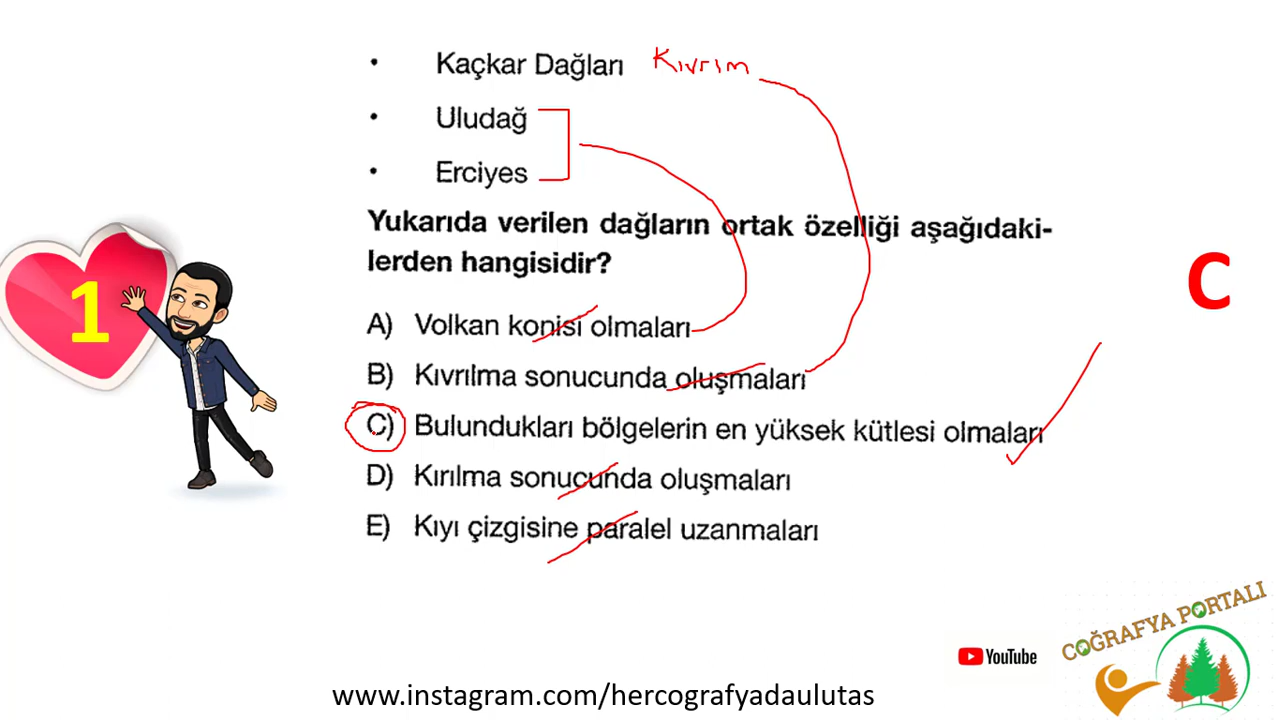 • Kaçkar Dağları Kıvrım
• Uludağ
• Erciyes
Yukarıda verilen dağların ortak özelliği aşağıdaki-
lerden hangisidir?
A) Volkan konisi olmaları
B) Kıvrılma sonucunda oluşmaları
C) Bulundukları bölgelerin en yüksek kütlesi olmaları
D) Kırılma sonucunda oluşmaları
E) Kıyı çizgisine paralel uzanmaları
1
C
YouTube
COĞRAFYA PORTALI
www.instagram.com/hercografyadaulutas